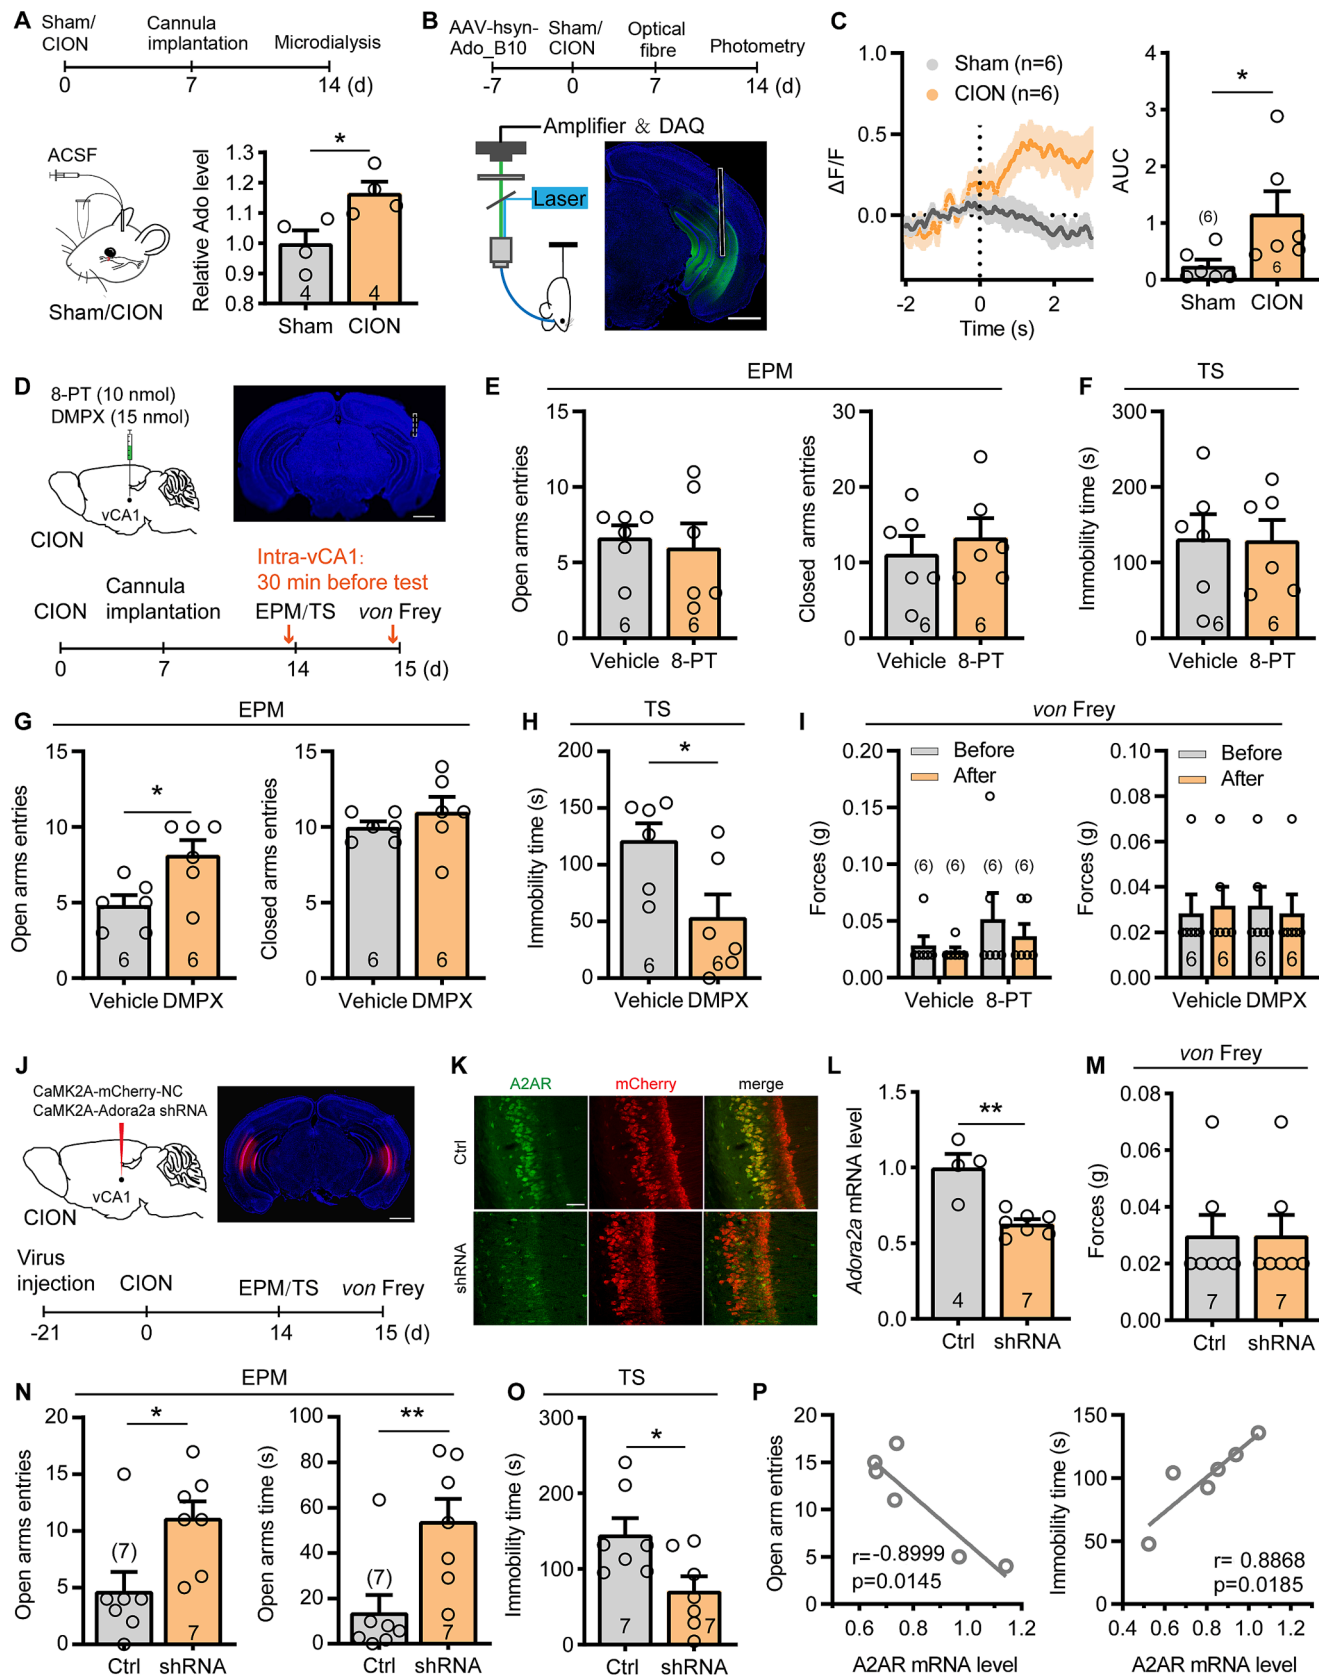 A
Sham/
CION
Cannula
implantation
Microdialysis
0
7
14 (d)
ACSF
Sham/CION
Relative Ado level
1.3
1.2
1.1
1.0
0.9
0.8
*
4
4
Sham
CION
B
AAV-hsyn-
Ado_B10
Sham/
CION
Optical
fibre
Photometry
-7
0
7
14 (d)
Amplifier & DAQ
Laser
C
Sham (n=6)
CION (n=6)
ΔF/F
1.0
0.5
0.0
-2
0
2
Time (s)
AUC
4
3
2
1
0
*
(6)
6
Sham
CION
D
8-PT (10 nmol)
DMPX (15 nmol)
vCA1
CION
Intra-vCA1:
30 min before test
CION
Cannula
implantation
EPM/TS
von Frey
0
7
14
15 (d)
E
EPM
Open arms entries
15
10
5
0
6
6
Vehicle
8-PT
Closed arms entries
30
20
10
0
6
6
Vehicle
8-PT
F
TS
Immobility time (s)
300
200
100
0
6
6
Vehicle
8-PT
G
EPM
Open arms entries
15
10
5
0
*
6
6
Vehicle
DMPX
Closed arms entries
15
10
5
0
6
6
Vehicle
DMPX
H
TS
Immobility time (s)
200
150
100
50
0
*
6
6
Vehicle
DMPX
I
von Frey
Forces (g)
0.20
0.15
0.10
0.05
0.00
Before
After
(6)
(6)
(6)
(6)
Vehicle
8-PT
Forces (g)
0.10
0.08
0.06
0.04
0.02
0.00
Before
After
6
6
6
6
Vehicle
DMPX
J
CaMK2A-mCherry-NC
CaMK2A-Adora2a shRNA
vCA1
CION
Virus
injection
CION
EPM/TS
von Frey
-21
0
14
15 (d)
K
A2AR
mCherry
merge
Ctrl
shRNA
L
Adora2a mRNA level
1.5
1.0
0.5
0.0
**
4
7
Ctrl
shRNA
M
von Frey
Forces (g)
0.08
0.06
0.04
0.02
0.00
7
7
Ctrl
shRNA
N
EPM
Open arms entries
20
15
10
5
0
*
(7)
7
Ctrl
shRNA
Open arms time (s)
100
80
60
40
20
0
**
(7)
7
Ctrl
shRNA
O
TS
Immobility time (s)
300
200
100
0
*
7
7
Ctrl
shRNA
P
Open arm entries
20
15
10
5
0
r=-0.8999
p=0.0145
0.6
0.8
1.0
1.2
A2AR mRNA level
Immobility time (s)
150
100
50
0
r= 0.8868
p=0.0185
0.4
0.6
0.8
1.0
1.2
A2AR mRNA level